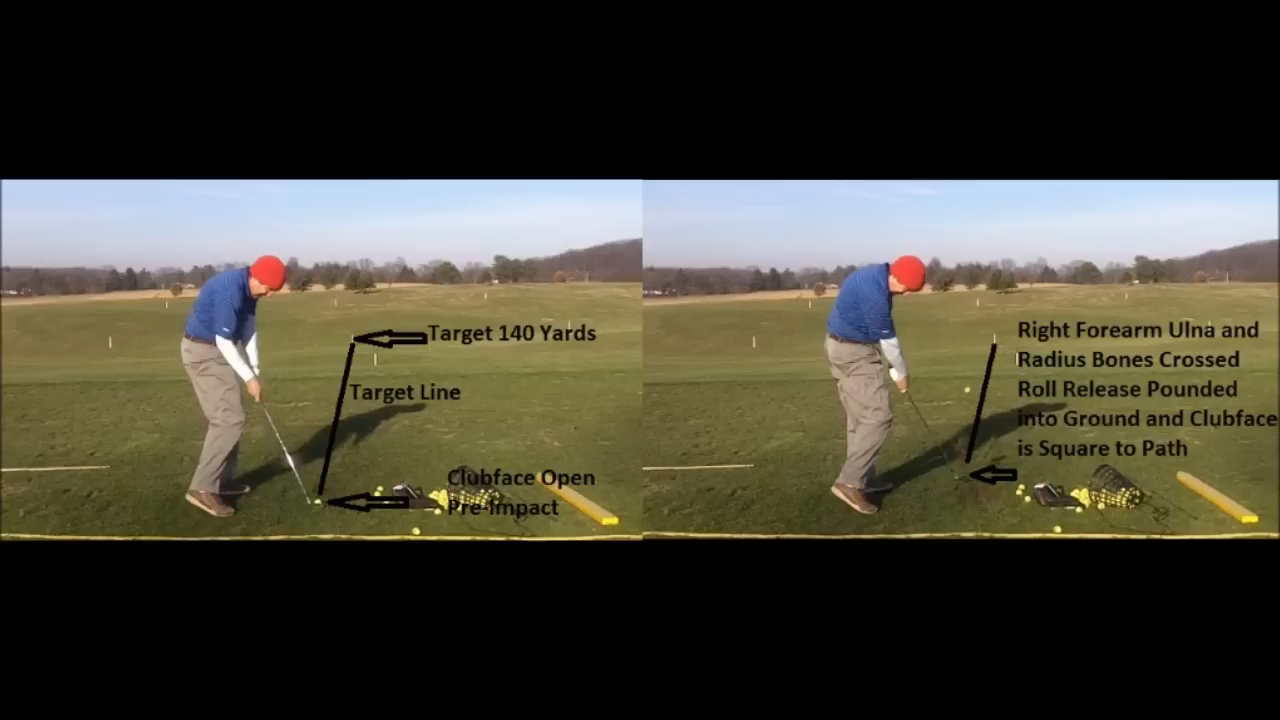 Target 140 Yards
Target Line
Clubface Open
Pre-Impact
Right Forearm Ulna and
Radius Bones Crossed
Roll Release Pounded
into Ground and Clubface
is Square to Path